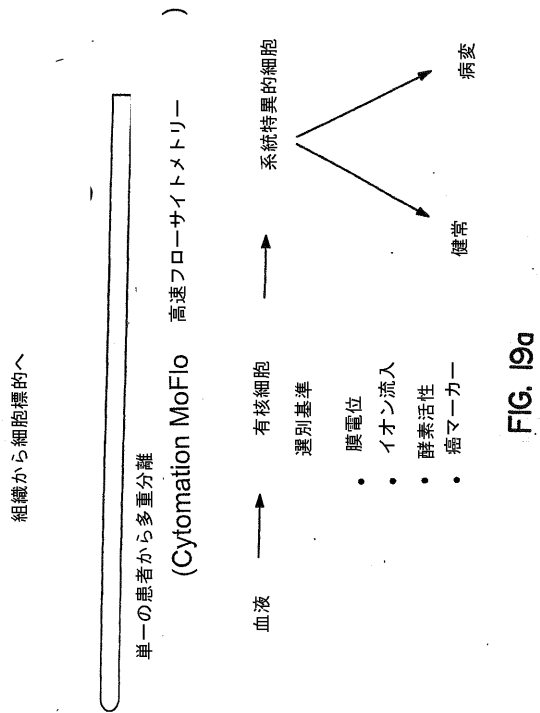 組織から細胞標的へ
単一の患者から多重分離
(Cytomation MoFlo 高速フローサイトメトリー)
血液 有核細胞 系統特異的細胞
選別基準
• 膜電位
• イオン流入
• 酵素活性
• 癌マーカー
健常 病変
FIG. 19a